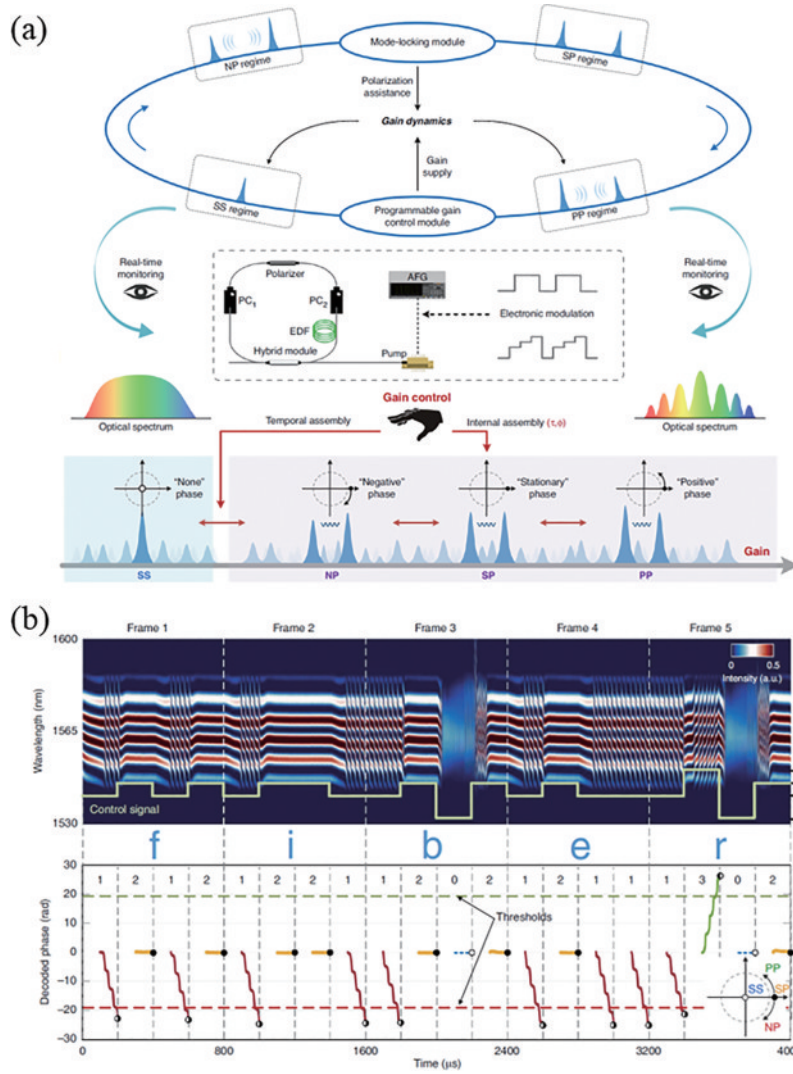 (a)
NP regime
Mode-locking module
SP regime
Polarization
assistance
Gain dynamics
Gain
supply
SS regime
Programmable gain
control module
PP regime
Real-time
monitoring
Real-time
monitoring
Polarizer
PC1
PC2
EDF
Hybrid module
AFG
Pump
Electronic modulation
Optical spectrum
Gain control
Temporal assembly
Internal assembly (τ,ϕ)
Optical spectrum
"None"
phase
"Negative"
phase
"Stationary"
phase
"Positive"
phase
Gain
SS
NP
SP
PP
(b)
Frame 1
Frame 2
Frame 3
Frame 4
Frame 5
1600
1565
1530
Wavelength (nm)
0
0.5
Intensity (a.u.)
Control signal
f
i
b
e
r
30
20
10
0
−10
−20
−30
Decoded phase (rad)
1 2 1 2 1 2 2 1 1 2 0 2 1 2 1 1 1 3 0 2
Thresholds
PP
SS
SP
NP
0
800
1600
2400
3200
400
Time (μs)